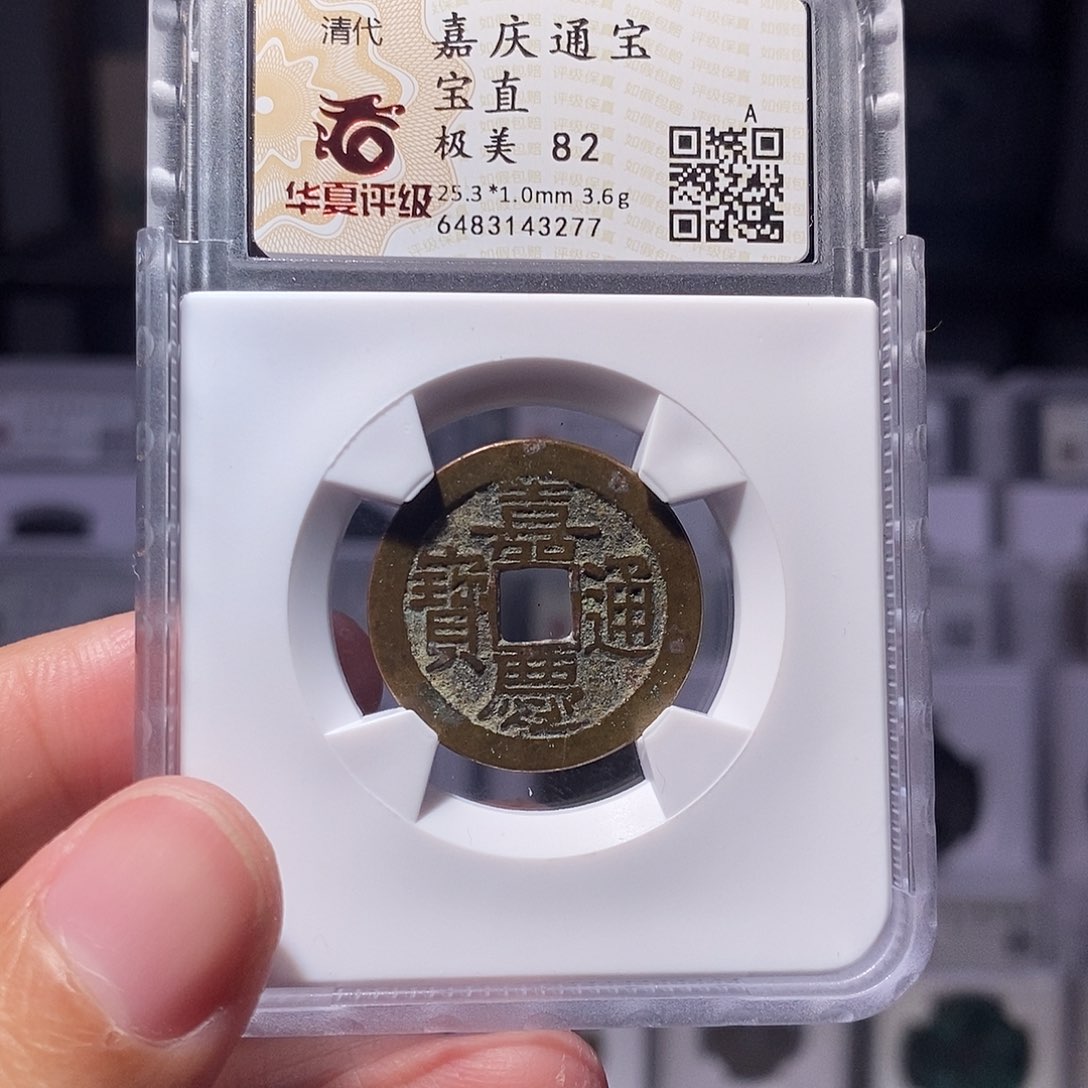 清代
嘉庆通宝
宝直
极美 82
华夏评级
25.3*1.0mm 3.6g
6483143277
A
嘉慶通寶